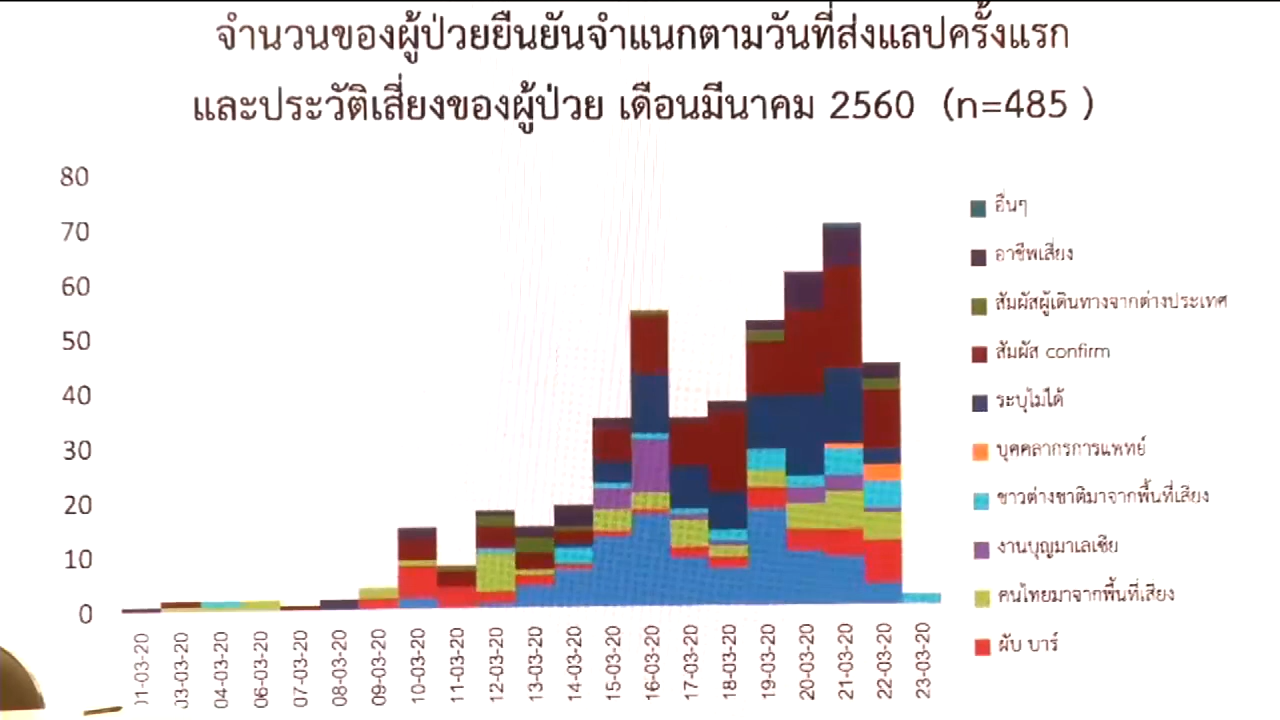 จำนวนของผู้ป่วยยืนยันจำแนกตามวันที่ส่งแลปครั้งแรก
และประวัติเสี่ยงของผู้ป่วย เดือนมีนาคม 2560 (n=485 )
80
70
60
50
40
30
20
10
0
อื่นๆ
อาชีพเสี่ยง
สัมผัสผู้เดินทางจากต่างประเทศ
สัมผัส confirm
ระบุไม่ได้
บุคคลากรการแพทย์
ชาวต่างชาติมาจากพื้นที่เสี่ยง
งานบุญมาเลเซีย
คนไทยมาจากพื้นที่เสี่ยง
ผับ บาร์
01-03-20
03-03-20
04-03-20
06-03-20
07-03-20
08-03-20
09-03-20
10-03-20
11-03-20
12-03-20
13-03-20
14-03-20
15-03-20
16-03-20
17-03-20
18-03-20
19-03-20
20-03-20
21-03-20
22-03-20
23-03-20